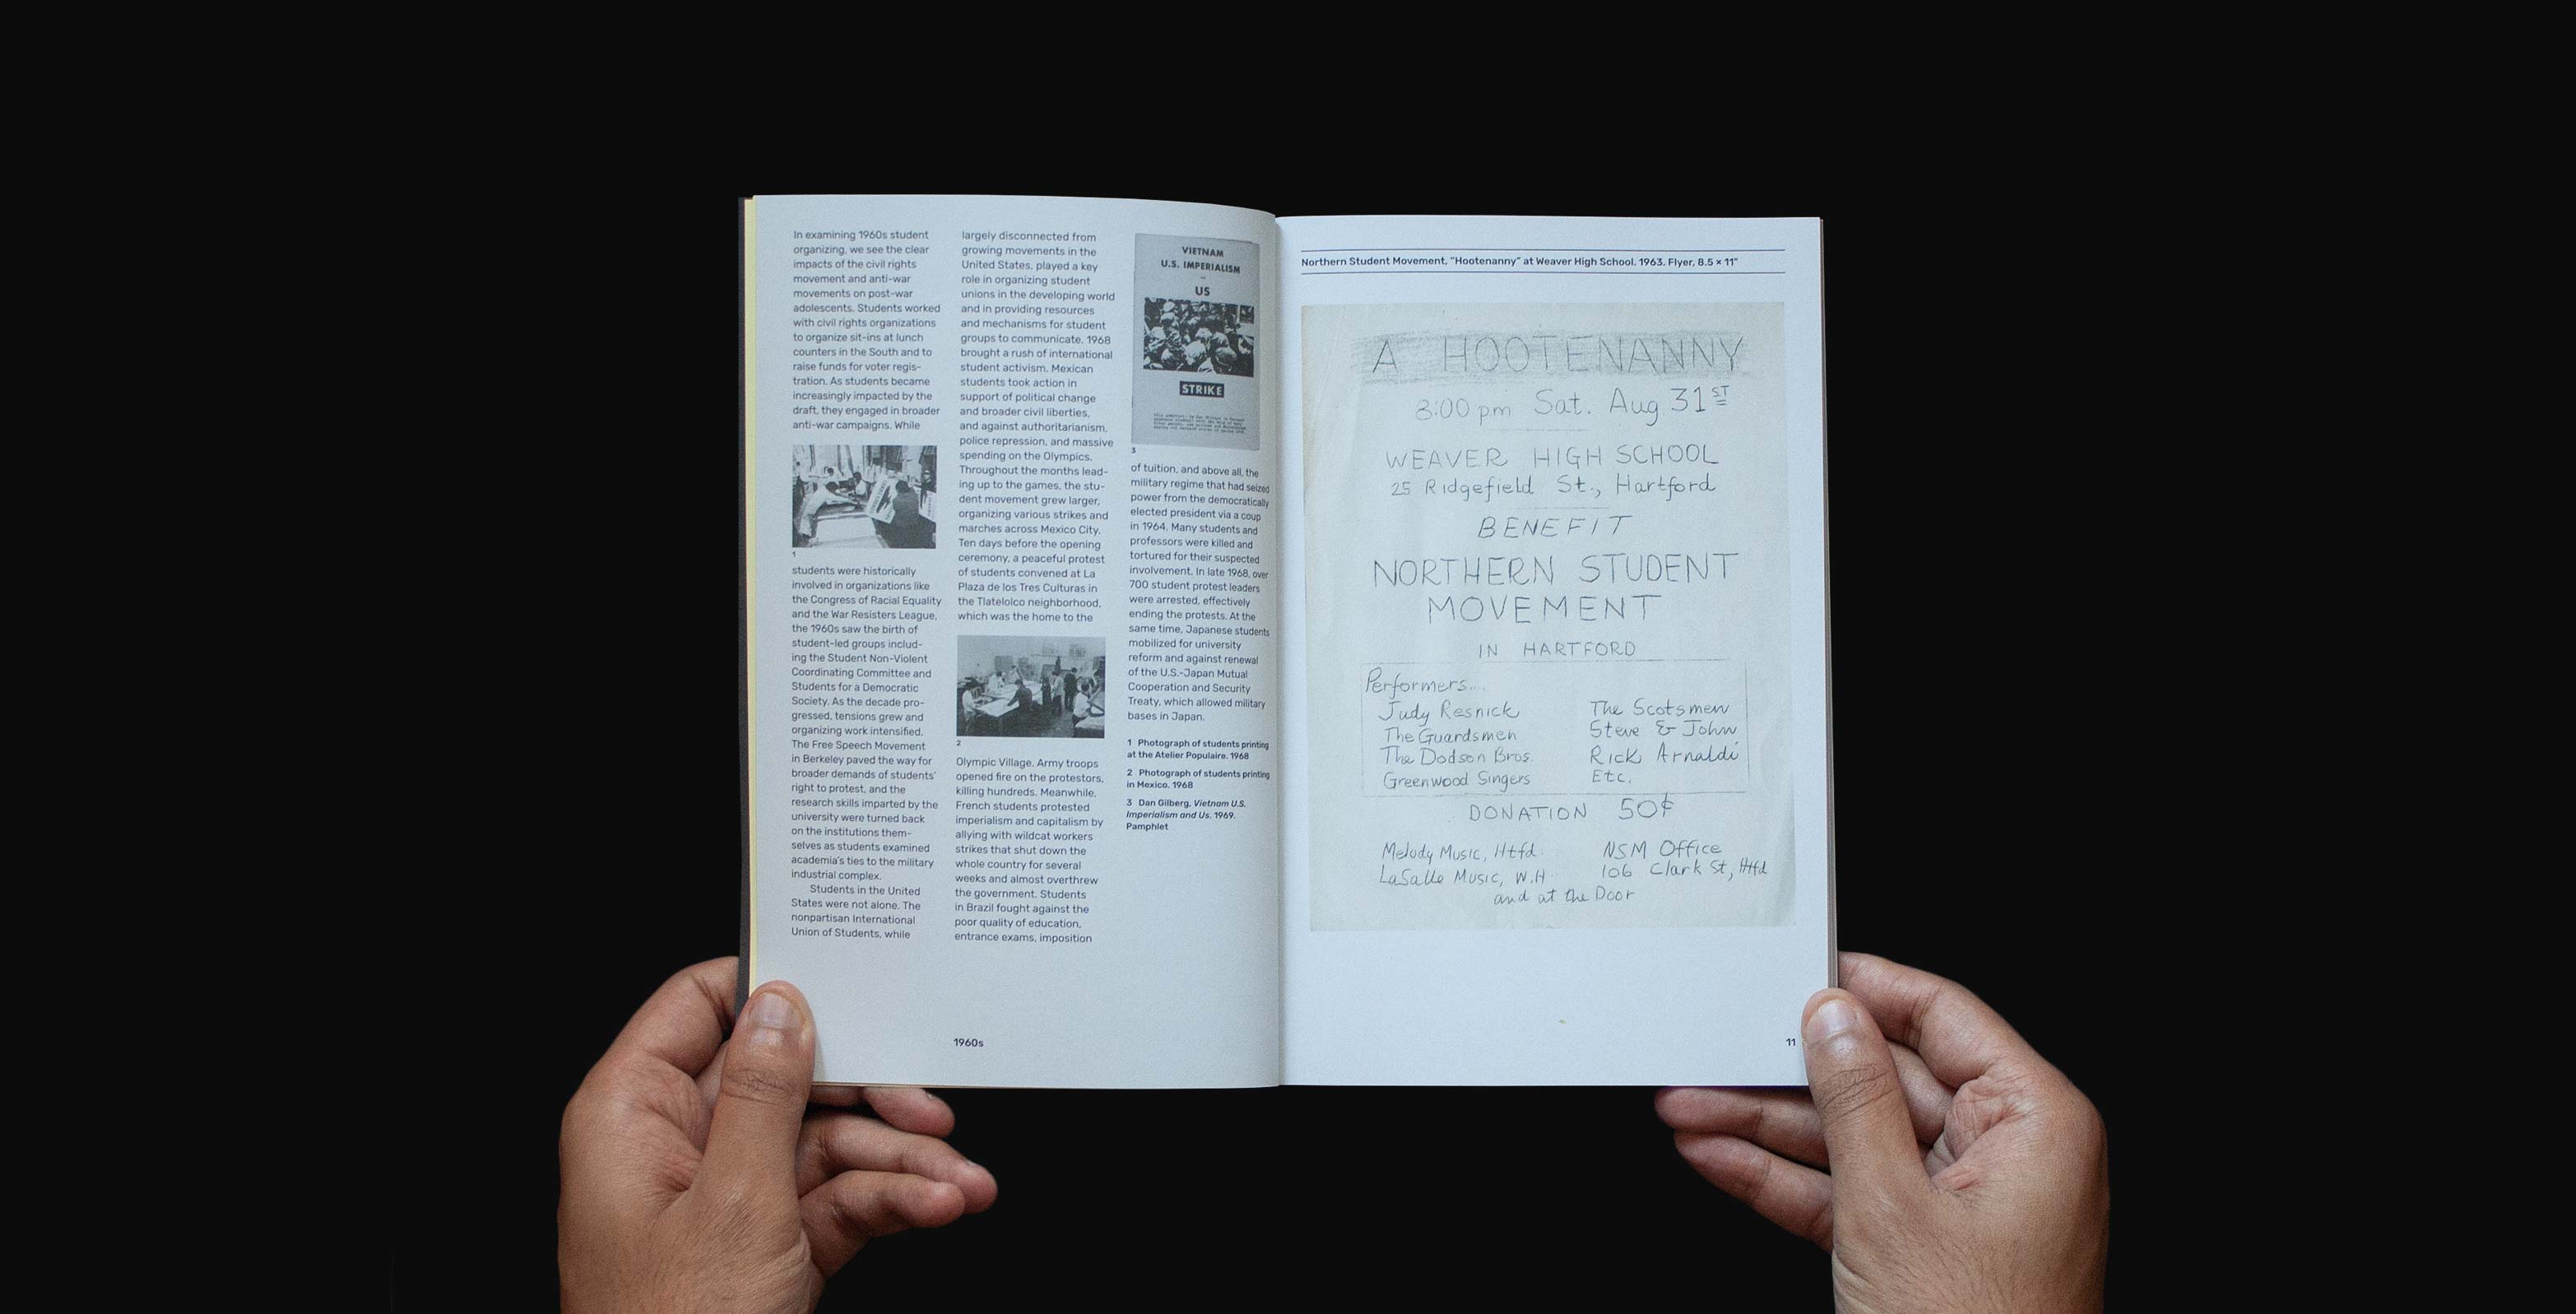 In examining 1960s student
organizing, we see the clear
impacts of the civil rights
movement and anti-war
movements on post-war
adolescents. Students worked
with civil rights organizations
to organize sit-ins at lunch
counters in the South and to
raise funds for voter regis-
tration. As students became
increasingly impacted by the
draft, they engaged in broader
anti-war campaigns. While
1
students were historically
involved in organizations like
the Congress of Racial Equality
and the War Resisters League,
the 1960s saw the birth of
student-led groups includ-
ing the Student Non-Violent
Coordinating Committee and
Students for a Democratic
Society. As the decade pro-
gressed, tensions grew and
organizing work intensified.
The Free Speech Movement
in Berkeley paved the way for
broader demands of students'
right to protest, and the
research skills imparted by the
university were turned back
on the institutions them-
selves as students examined
academia's ties to the military
industrial complex.
Students in the United
States were not alone. The
nonpartisan International
Union of Students, while
largely disconnected from
growing movements in the
United States, played a key
role in organizing student
unions in the developing world
and in providing resources
and mechanisms for student
groups to communicate. 1968
brought a rush of international
student activism. Mexican
students took action in
support of political change
and broader civil liberties,
and against authoritarianism,
police repression, and massive
spending on the Olympics.
Throughout the months lead-
ing up to the games, the stu-
dent movement grew larger,
organizing various strikes and
marches across Mexico City.
Ten days before the opening
ceremony, a peaceful protest
of students convened at La
Plaza de los Tres Culturas in
the Tlatelolco neighborhood,
which was the home to the
2
Olympic Village. Army troops
opened fire on the protestors,
killing hundreds. Meanwhile,
French students protested
imperialism and capitalism by
allying with wildcat workers
strikes that shut down the
whole country for several
weeks and almost overthrew
the government. Students
in Brazil fought against the
poor quality of education,
entrance exams, imposition
VIETNAM
U.S. IMPERIALISM
US
STRIKE
3
of tuition, and above all, the
military regime that had seized
power from the democratically
elected president via a coup
in 1964. Many students and
professors were killed and
tortured for their suspected
involvement. In late 1968, over
700 student protest leaders
were arrested, effectively
ending the protests. At the
same time, Japanese students
mobilized for university
reform and against renewal
of the U.S.-Japan Mutual
Cooperation and Security
Treaty, which allowed military
bases in Japan.
1 Photograph of students printing
at the Atelier Populaire. 1968
2 Photograph of students printing
in Mexico. 1968
3 Dan Gilberg. Vietnam U.S.
Imperialism and Us. 1969.
Pamphlet
1960s
Northern Student Movement, "Hootenanny" at Weaver High School. 1963. Flyer, 8.5 × 11"
A HOOTENANNY
8:00 pm Sat. Aug 31ST
WEAVER HIGH SCHOOL
25 Ridgefield St., Hartford
BENEFIT
NORTHERN STUDENT
MOVEMENT
IN HARTFORD
Performers...
Judy Resnick The Scotsmen
The Guardsmen Steve & John
The Dodson Bros. Rick Arnaldi
Greenwood Singers Etc.
DONATION 50¢
Melody Music, Htfd. NSM Office
LaSalle Music, W.H. 106 Clark St, Htfd
and at the Door
11